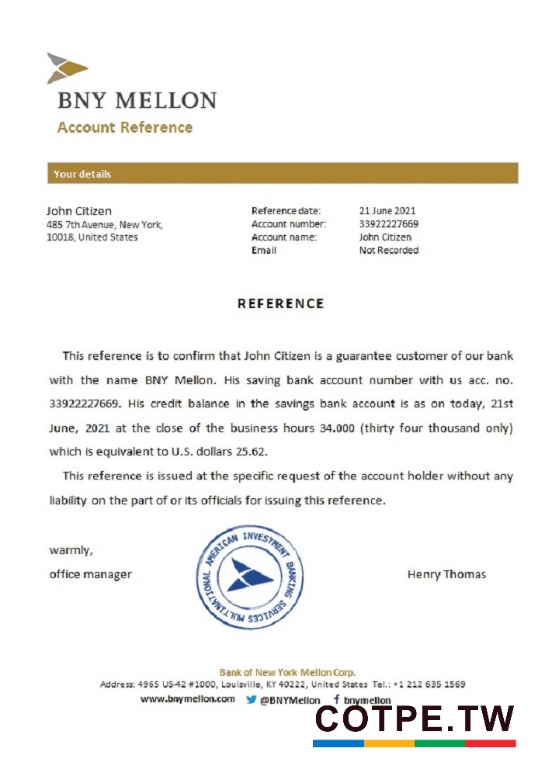 BNY MELLON
Account Reference
Your details
John Citizen
485 7th Avenue, New York,
10018, United States
Reference date: 21 June 2021
Account number: 33922227669
Account name: John Citizen
Email Not Recorded
REFERENCE
This reference is to confirm that John Citizen is a guarantee customer of our bank
with the name BNY Mellon. His saving bank account number with us acc. no.
33922227669. His credit balance in the savings bank account is as on today, 21st
June, 2021 at the close of the business hours 34.000 (thirty four thousand only)
which is equivalent to U.S. dollars 25.62.
This reference is issued at the specific request of the account holder without any
liability on the part of or its officials for issuing this reference.
warmly,
office manager
MULTINATIONAL AMERICAN INVESTMENT BANKING SERVICES
Henry Thomas
Bank of New York Mellon Corp.
Address: 4965 US-42 #1000, Louisville, KY 40222, United States Tel.: +1 212 635 1569
www.bnymellon.com @BNYMellon f bnymellon
COTPE.TW